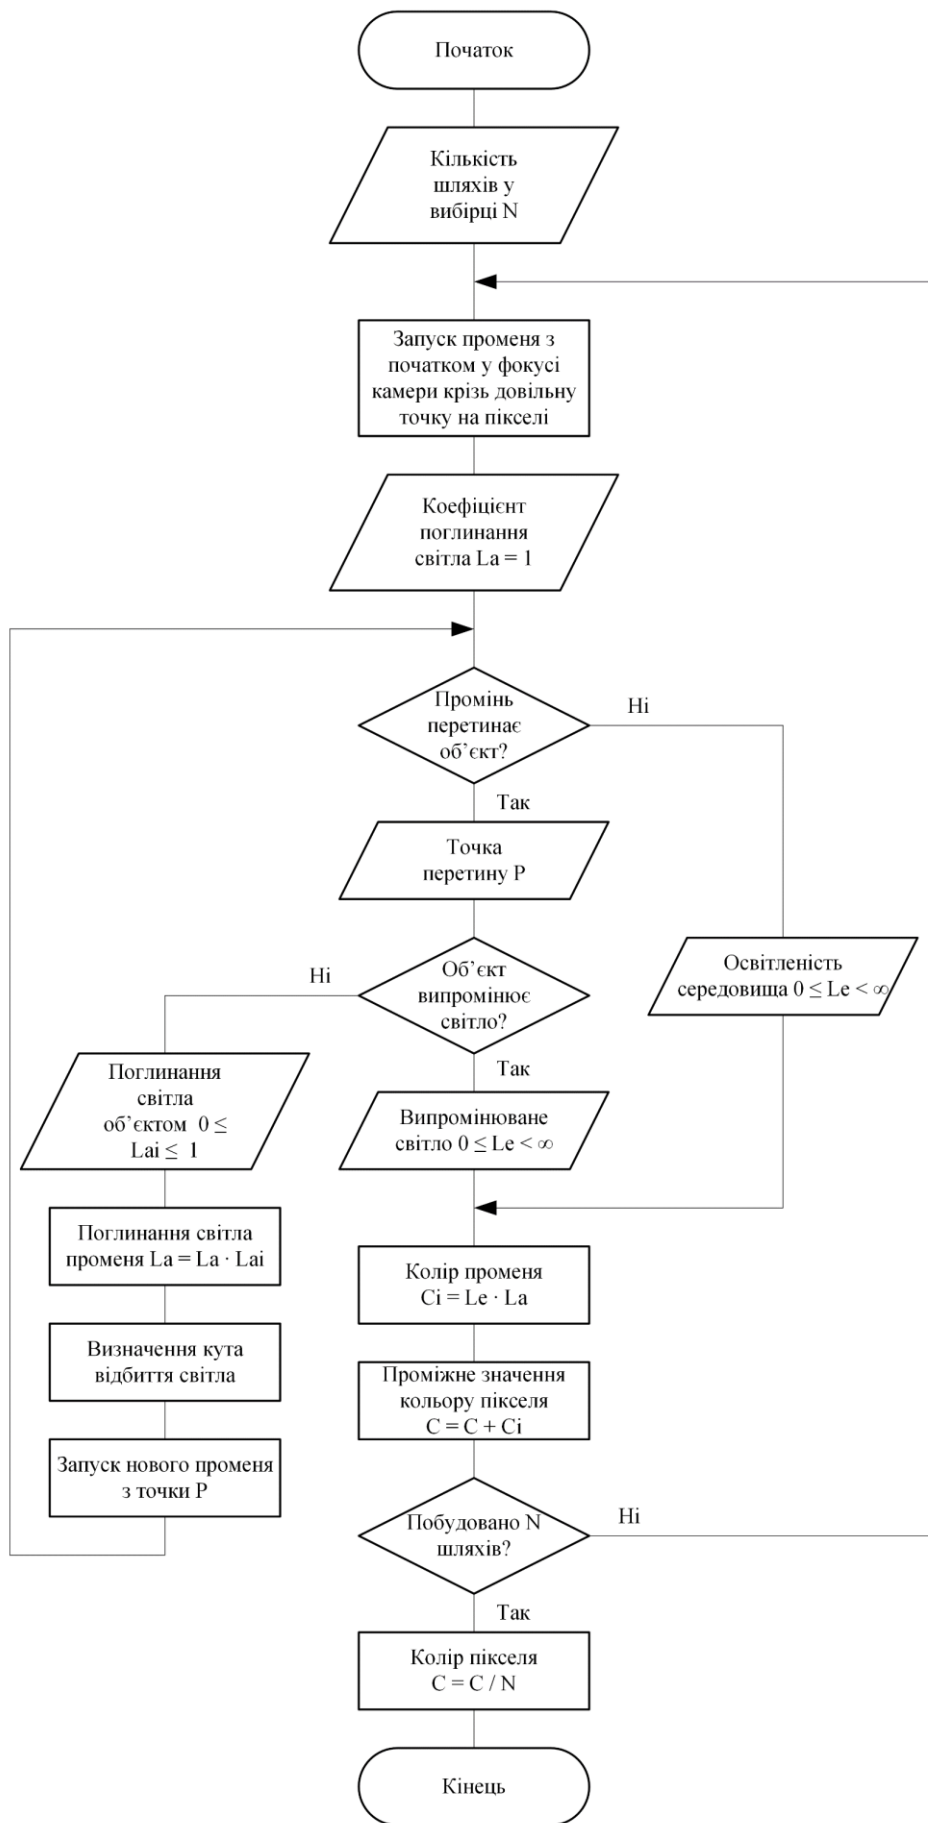 Початок
Кількість
шляхів у
вибірці N
Запуск променя з
початком у фокусі
камери крізь довільну
точку на пікселі
Коефіцієнт
поглинання
світла La = 1
Промінь
перетинає
об’єкт?
Ні
Так
Точка
перетину P
Об’єкт
випромінює
світло?
Ні
Так
Освітленість
середовища 0 ≤ Le < ∞
Поглинання
світла
об’єктом 0 ≤
Lai ≤ 1
Випромінюване
світло 0 ≤ Le < ∞
Поглинання світла
променя La = La · Lai
Визначення кута
відбиття світла
Запуск нового променя
з точки P
Колір променя
Ci = Le · La
Проміжне значення
кольору пікселя
C = C + Ci
Побудовано N
шляхів?
Ні
Так
Колір пікселя
C = C / N
Кінець